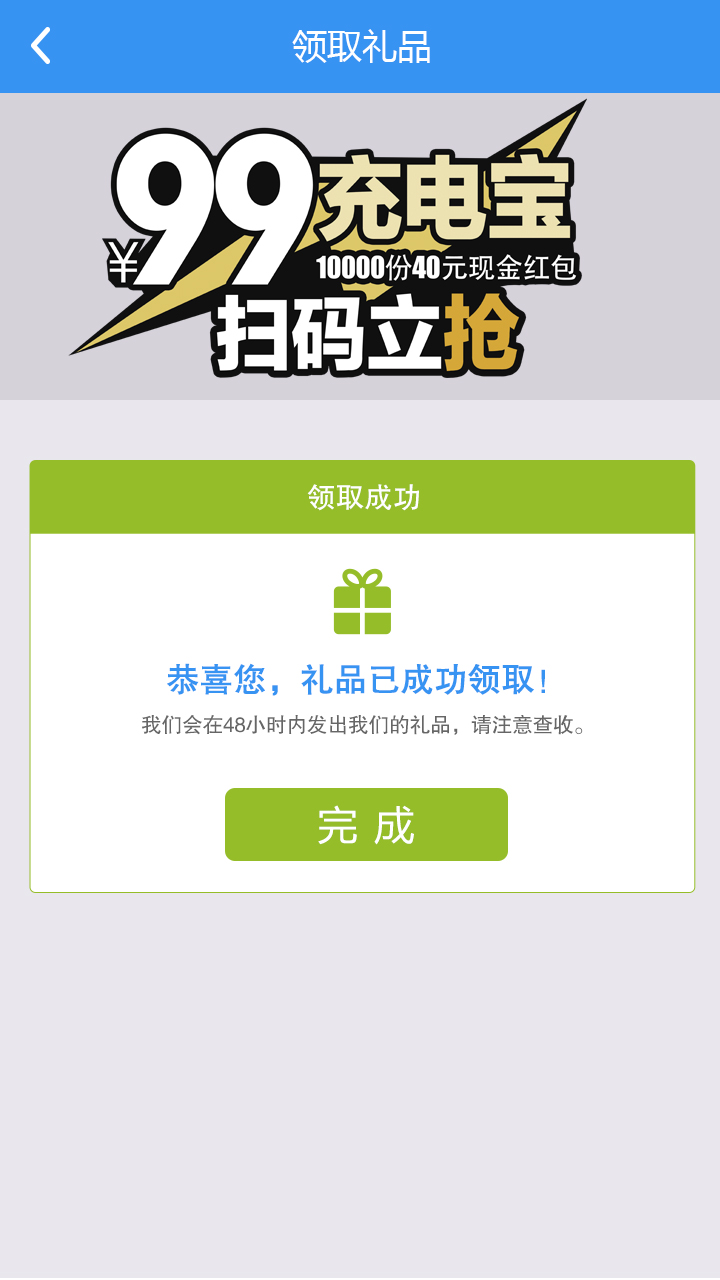 领取礼品
¥99充电宝
10000份40元现金红包
扫码立抢
领取成功
恭喜您，礼品已成功领取！
我们会在48小时内发出我们的礼品，请注意查收。
完成